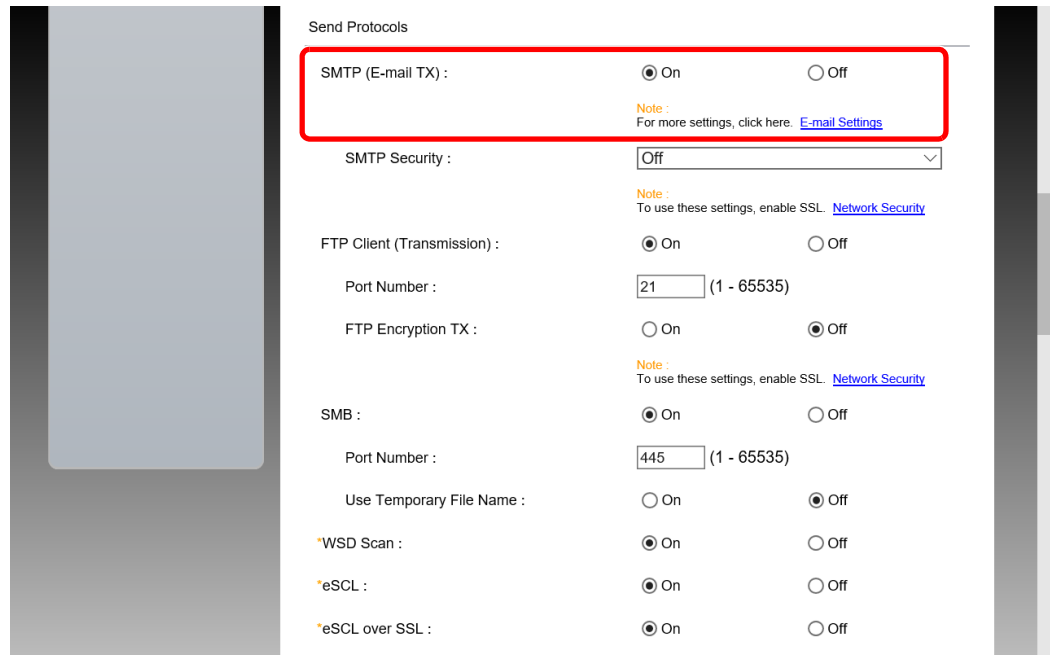 Send Protocols
SMTP (E-mail TX) : On Off
Note :
For more settings, click here. E-mail Settings
SMTP Security : Off
Note :
To use these settings, enable SSL. Network Security
FTP Client (Transmission) : On Off
Port Number : 21 (1 - 65535)
FTP Encryption TX : On Off
Note :
To use these settings, enable SSL. Network Security
SMB : On Off
Port Number : 445 (1 - 65535)
Use Temporary File Name : On Off
*WSD Scan : On Off
*eSCL : On Off
*eSCL over SSL : On Off